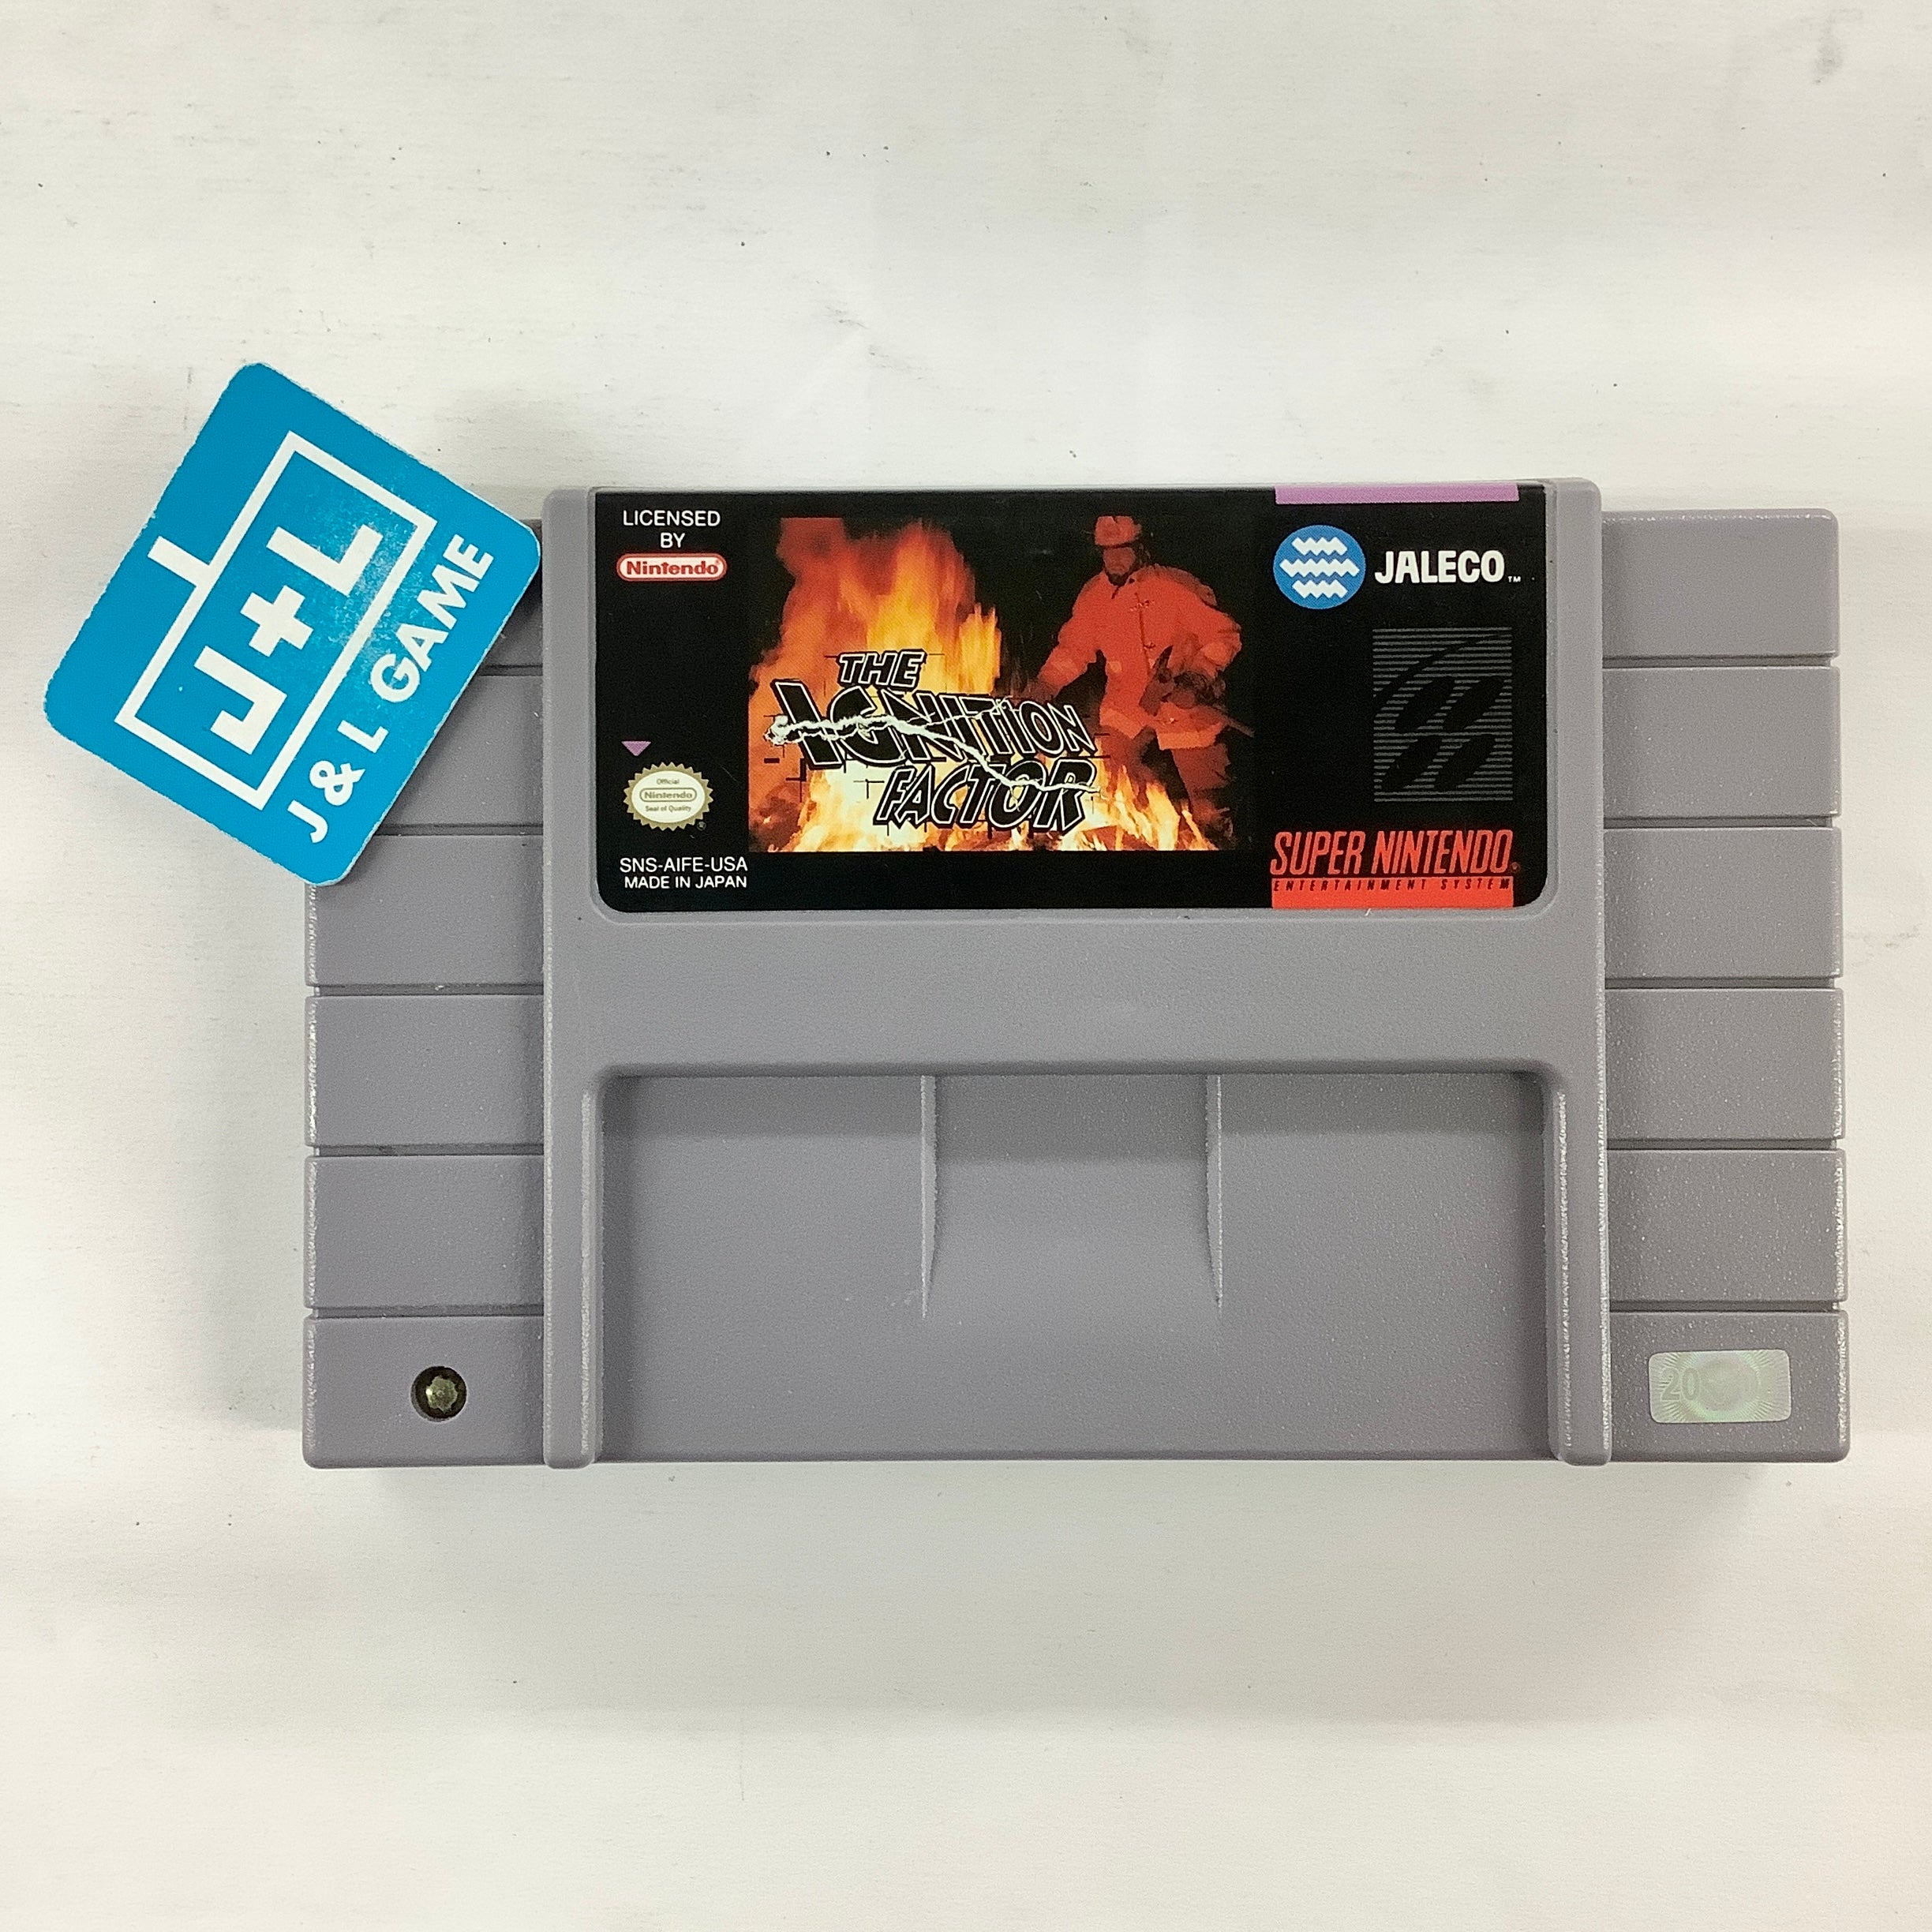 J+L
J & L GAME
LICENSED
BY
Nintendo
THE
IGNITION
FACTOR
JALECO™
Official
Nintendo
Seal of Quality
®
SNS-AIFE-USA
MADE IN JAPAN
SUPER NINTENDO®
ENTERTAINMENT SYSTEM